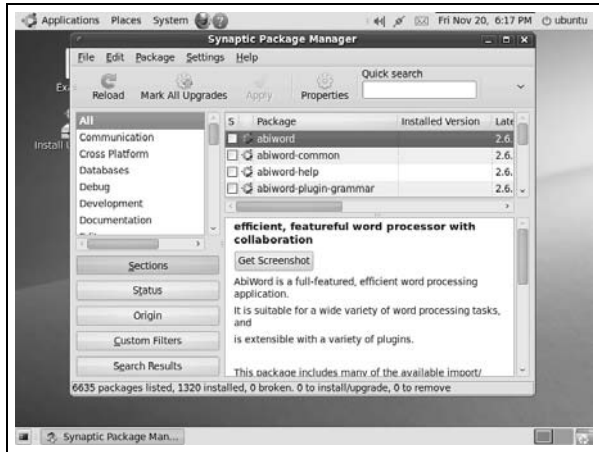 Applications Places System Fri Nov 20, 6:17 PM ubuntu
Synaptic Package Manager
File Edit Package Settings Help
Reload Mark All Upgrades Apply Properties Quick search
Install
All
Communication
Cross Platform
Databases
Debug
Development
Documentation
S Package Installed Version Late
abiword 2.6.
abiword-common 2.6.
abiword-help 2.6.
abiword-plugin-grammar 2.6.
Sections
Status
Origin
Custom Filters
Search Results
efficient, featureful word processor with
collaboration
Get Screenshot
AbiWord is a full-featured, efficient word processing
application.
It is suitable for a wide variety of word processing tasks,
and
is extensible with a variety of plugins.
This package includes many of the available import/
6635 packages listed, 1320 installed, 0 broken. 0 to install/upgrade, 0 to remove
Synaptic Package Man...